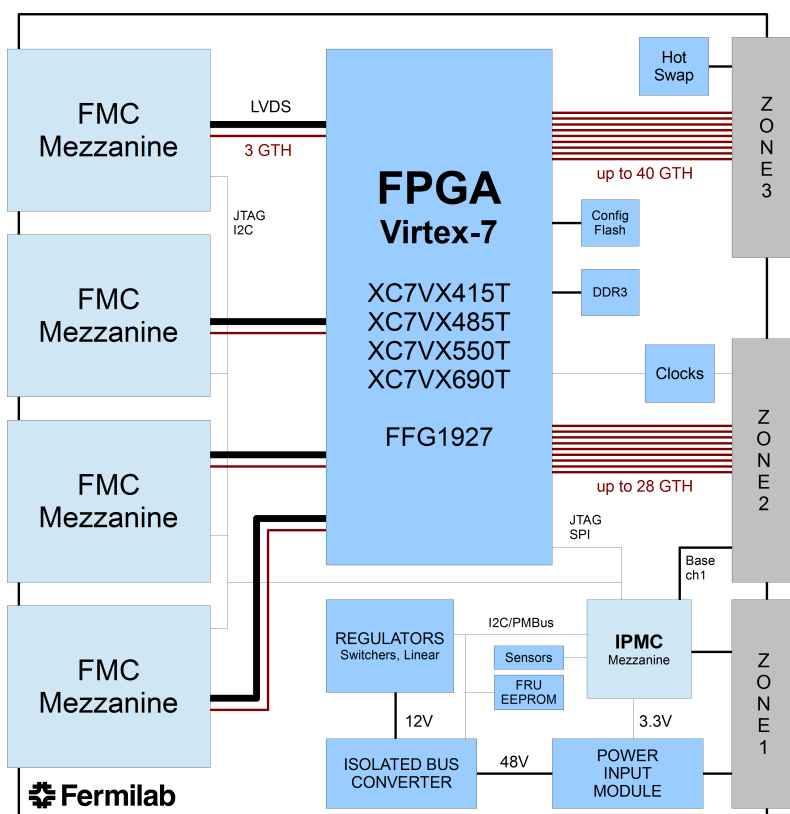 FMC
Mezzanine
LVDS
3 GTH
JTAG
I2C
FMC
Mezzanine
FMC
Mezzanine
FMC
Mezzanine
FPGA
Virtex-7
XC7VX415T
XC7VX485T
XC7VX550T
XC7VX690T
FFG1927
Hot
Swap
up to 40 GTH
Config
Flash
DDR3
Clocks
up to 28 GTH
JTAG
SPI
Base
ch1
ZONE3
ZONE2
ZONE1
REGULATORS
Switchers, Linear
I2C/PMBus
Sensors
FRU
EEPROM
IPMC
Mezzanine
12V
3.3V
ISOLATED BUS
CONVERTER
48V
POWER
INPUT
MODULE
Fermilab